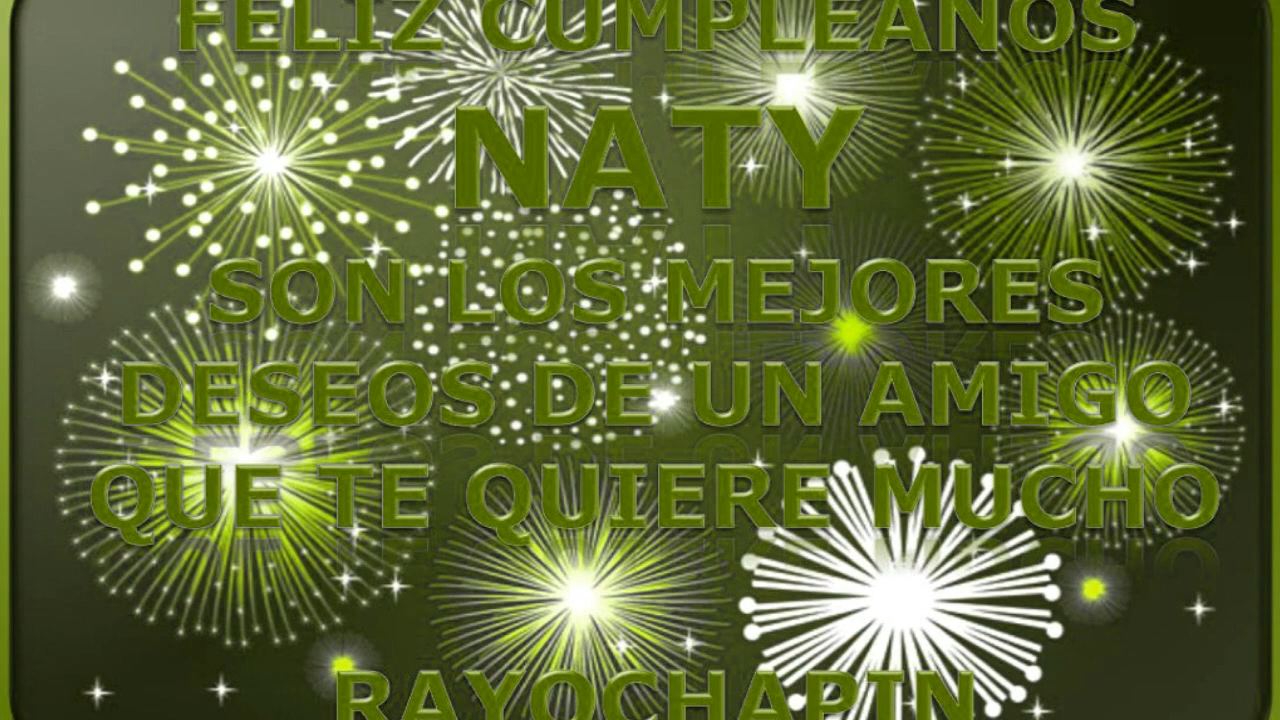 FELIZ CUMPLEAÑOS
NATY
SON LOS MEJORES
DESEOS DE UN AMIGO
QUE TE QUIERE MUCHO
RAYOCHAPIN